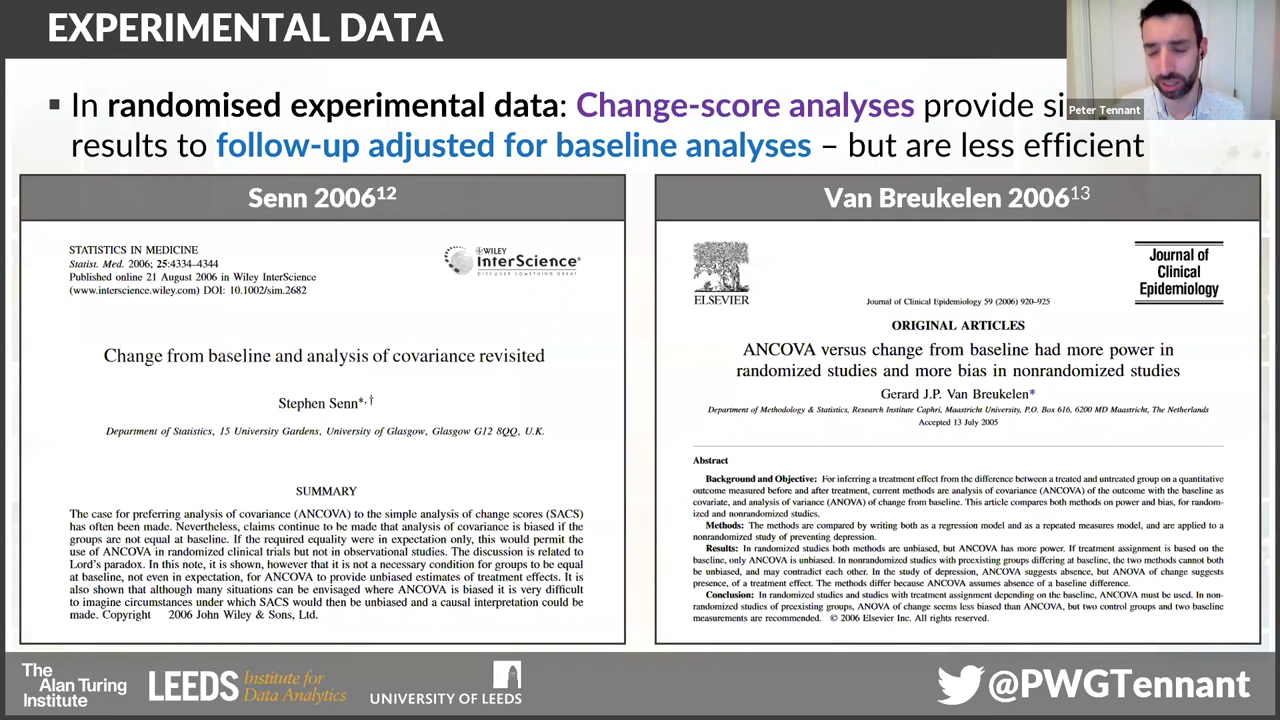 EXPERIMENTAL DATA
Peter Tennant
▪ In randomised experimental data: Change-score analyses provide si
results to follow-up adjusted for baseline analyses – but are less efficient
Senn 2006¹²
STATISTICS IN MEDICINE
Statist. Med. 2006; 25:4334–4344
Published online 21 August 2006 in Wiley InterScience
(www.interscience.wiley.com) DOI: 10.1002/sim.2682
WILEY
InterScience®
DISCOVER SOMETHING GREAT
Change from baseline and analysis of covariance revisited
Stephen Senn*,†
Department of Statistics, 15 University Gardens, University of Glasgow, Glasgow G12 8QQ, U.K.
SUMMARY
The case for preferring analysis of covariance (ANCOVA) to the simple analysis of change scores (SACS)
has often been made. Nevertheless, claims continue to be made that analysis of covariance is biased if the
groups are not equal at baseline. If the required equality were in expectation only, this would permit the
use of ANCOVA in randomized clinical trials but not in observational studies. The discussion is related to
Lord's paradox. In this note, it is shown, however that it is not a necessary condition for groups to be equal
at baseline, not even in expectation, for ANCOVA to provide unbiased estimates of treatment effects. It is
also shown that although many situations can be envisaged where ANCOVA is biased it is very difficult
to imagine circumstances under which SACS would then be unbiased and a causal interpretation could be
made. Copyright 2006 John Wiley & Sons, Ltd.
Van Breukelen 2006¹³
ELSEVIER
Journal of Clinical Epidemiology 59 (2006) 920–925
Journal of
Clinical
Epidemiology
ORIGINAL ARTICLES
ANCOVA versus change from baseline had more power in
randomized studies and more bias in nonrandomized studies
Gerard J.P. Van Breukelen*
Department of Methodology & Statistics, Research Institute Caphri, Maastricht University, P.O. Box 616, 6200 MD Maastricht, The Netherlands
Accepted 13 July 2005
Abstract
Background and Objective: For inferring a treatment effect from the difference between a treated and untreated group on a quantitative
outcome measured before and after treatment, current methods are analysis of covariance (ANCOVA) of the outcome with the baseline as
covariate, and analysis of variance (ANOVA) of change from baseline. This article compares both methods on power and bias, for random-
ized and nonrandomized studies.
Methods: The methods are compared by writing both as a regression model and as a repeated measures model, and are applied to a
nonrandomized study of preventing depression.
Results: In randomized studies both methods are unbiased, but ANCOVA has more power. If treatment assignment is based on the
baseline, only ANCOVA is unbiased. In nonrandomized studies with preexisting groups differing at baseline, the two methods cannot both
be unbiased, and may contradict each other. In the study of depression, ANCOVA suggests absence, but ANOVA of change suggests
presence, of a treatment effect. The methods differ because ANCOVA assumes absence of a baseline difference.
Conclusion: In randomized studies and studies with treatment assignment depending on the baseline, ANCOVA must be used. In non-
randomized studies of preexisting groups, ANOVA of change seems less biased than ANCOVA, but two control groups and two baseline
measurements are recommended. © 2006 Elsevier Inc. All rights reserved.
The
Alan Turing
Institute
LEEDS Institute for
Data Analytics
UNIVERSITY OF LEEDS
@PWGTennant